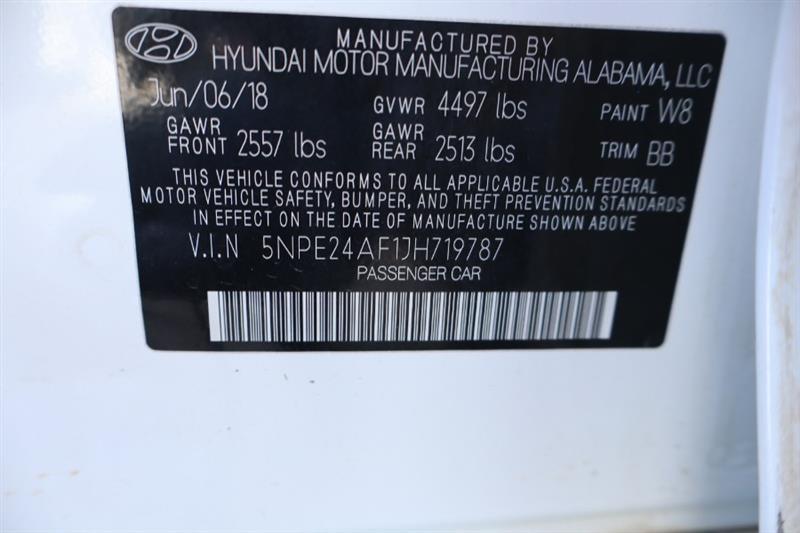 MANUFACTURED BY
HYUNDAI MOTOR MANUFACTURING ALABAMA, LLC
Jun/06/18 GVWR 4497 lbs PAINT W8
GAWR FRONT 2557 lbs GAWR REAR 2513 lbs TRIM BB
THIS VEHICLE CONFORMS TO ALL APPLICABLE U.S.A. FEDERAL
MOTOR VEHICLE SAFETY, BUMPER, AND THEFT PREVENTION STANDARDS
IN EFFECT ON THE DATE OF MANUFACTURE SHOWN ABOVE
V.I.N 5NPE24AF1JH719787
PASSENGER CAR